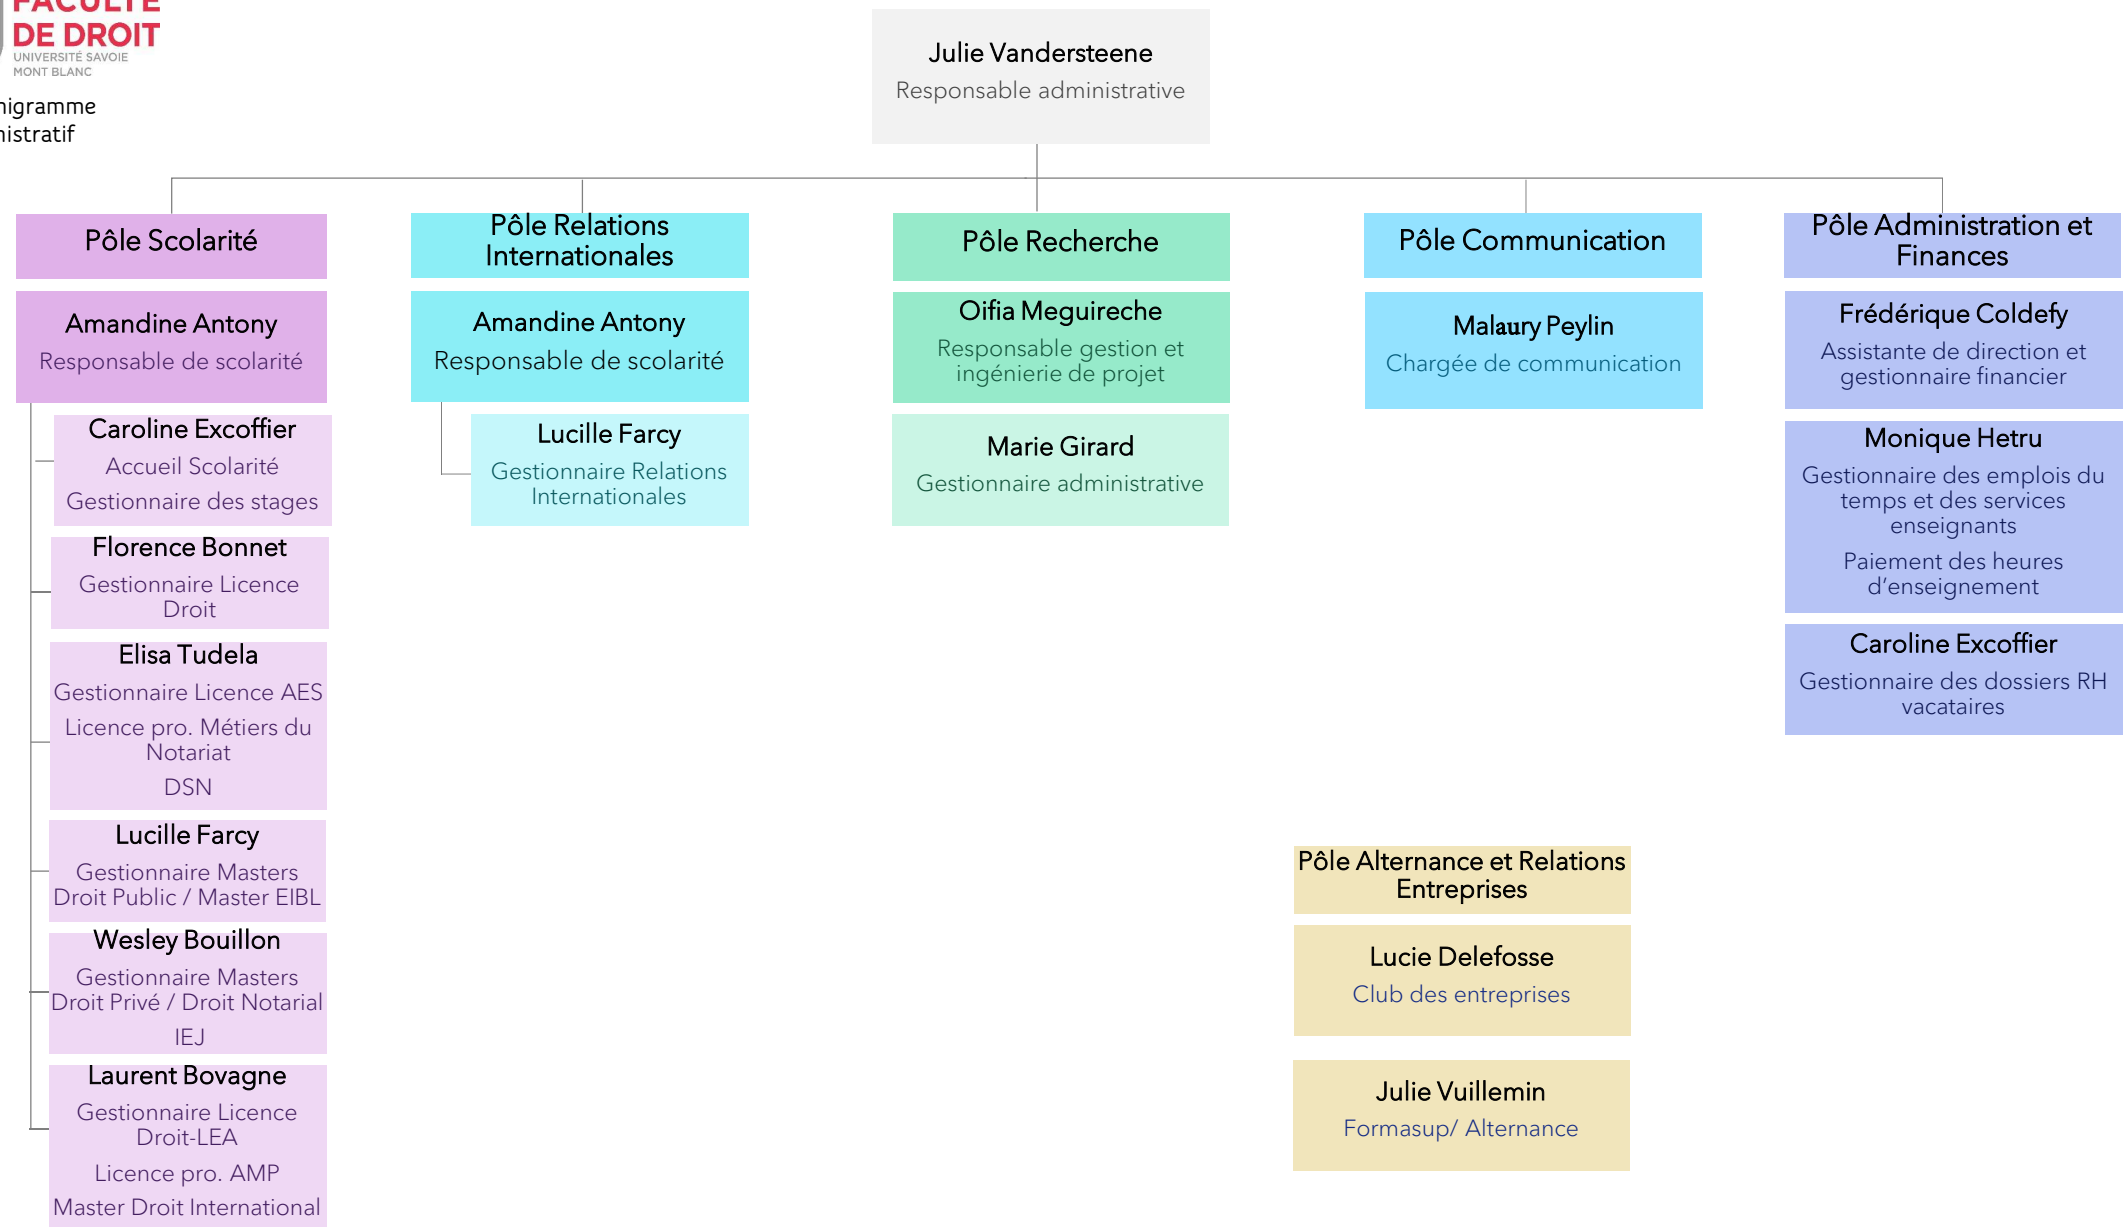 FACULTÉ
DE DROIT
UNIVERSITÉ SAVOIE
MONT BLANC
Julie Vandersteene
Responsable administrative
Pôle Scolarité
Amandine Antony
Responsable de scolarité
Caroline Excoffier
Accueil Scolarité
Gestionnaire des stages
Florence Bonnet
Gestionnaire Licence
Droit
Elisa Tudela
Gestionnaire Licence AES
Licence pro. Métiers du
Notariat
DSN
Lucille Farcy
Gestionnaire Masters
Droit Public / Master EIBL
Wesley Bouillon
Gestionnaire Masters
Droit Privé / Droit Notarial
IEJ
Laurent Bovagne
Gestionnaire Licence
Droit-LEA
Licence pro. AMP
Master Droit International
Pôle Relations
Internationales
Amandine Antony
Responsable de scolarité
Lucille Farcy
Gestionnaire Relations
Internationales
Pôle Recherche
Oifia Meguireche
Responsable gestion et
ingénierie de projet
Marie Girard
Gestionnaire administrative
Pôle Communication
Malaury Peylin
Chargée de communication
Pôle Administration et
Finances
Frédérique Coldefy
Assistante de direction et
gestionnaire financier
Monique Hetru
Gestionnaire des emplois du
temps et des services
enseignants
Paiement des heures
d’enseignement
Caroline Excoffier
Gestionnaire des dossiers RH
vacataires
Pôle Alternance et Relations
Entreprises
Lucie Delefosse
Club des entreprises
Julie Vuillemin
Formasup/ Alternance